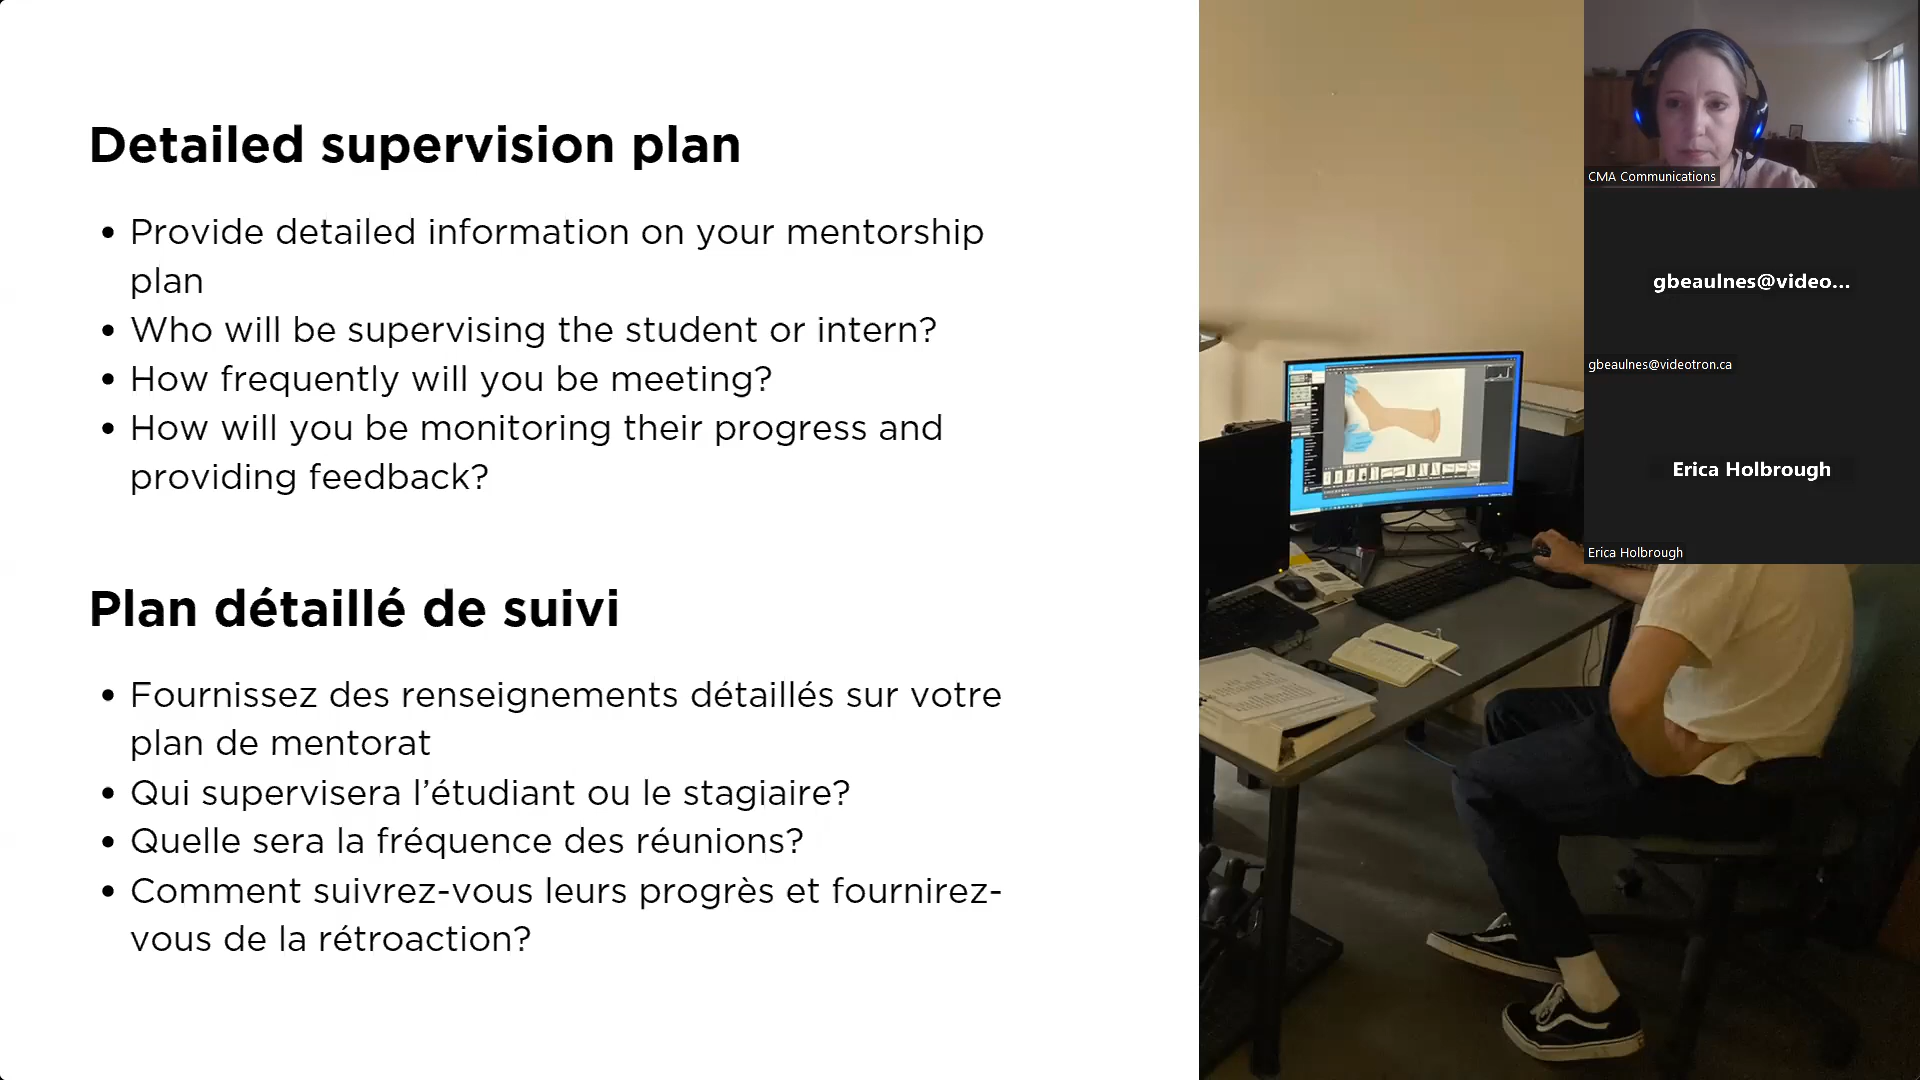 Detailed supervision plan
• Provide detailed information on your mentorship
plan
• Who will be supervising the student or intern?
• How frequently will you be meeting?
• How will you be monitoring their progress and
providing feedback?
Plan détaillé de suivi
• Fournissez des renseignements détaillés sur votre
plan de mentorat
• Qui supervisera l’étudiant ou le stagiaire?
• Quelle sera la fréquence des réunions?
• Comment suivrez-vous leurs progrès et fournirez-
vous de la rétroaction?
CMA Communications
gbeaulnes@video...
gbeaulnes@videotron.ca
Erica Holbrough
Erica Holbrough